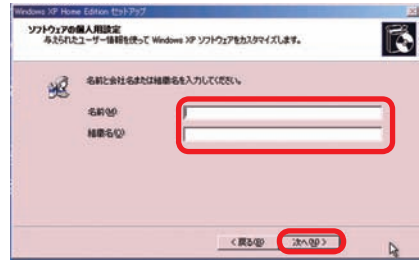 Windows XP Home Edition セットアップ
ソフトウェアの個人用設定
与えられたユーザー情報を使って Windows XP ソフトウェアをカスタマイズします。
名前と会社名または組織名を入力してください。
名前(M)
組織名(O)
< 戻る(B)
次へ(N) >